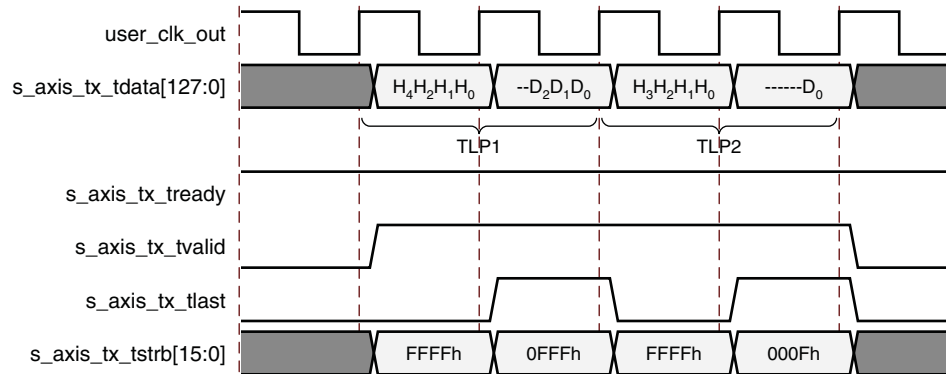 user_clk_out
s_axis_tx_tdata[127:0] H4H2H1H0 --D2D1D0 H3H2H1H0 ------D0
TLP1 TLP2
s_axis_tx_tready
s_axis_tx_tvalid
s_axis_tx_tlast
s_axis_tx_tstrb[15:0] FFFFh 0FFFh FFFFh 000Fh